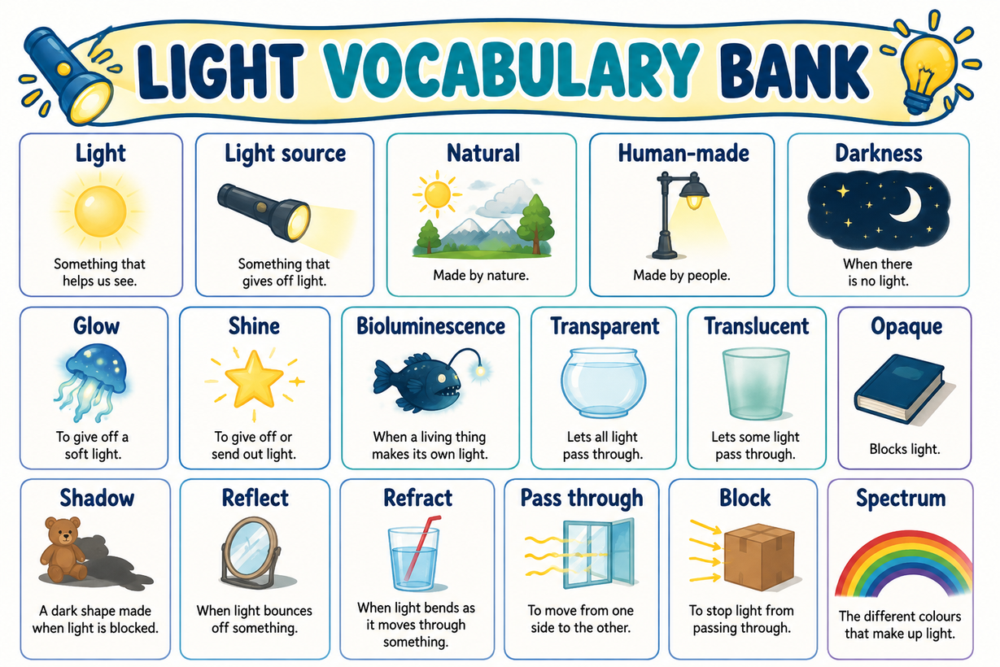 LIGHT VOCABULARY BANK
Light
Something that
helps us see.
Light source
Something that
gives off light.
Natural
Made by nature.
Human-made
Made by people.
Darkness
When there
is no light.
Glow
To give off a
soft light.
Shine
To give off or
send out light.
Bioluminescence
When a living thing
makes its own light.
Transparent
Lets all light
pass through.
Translucent
Lets some light
pass through.
Opaque
Blocks light.
Shadow
A dark shape made
when light is blocked.
Reflect
When light bounces
off something.
Refract
When light bends as
it moves through
something.
Pass through
To move from one
side to the other.
Block
To stop light from
passing through.
Spectrum
The different colours
that make up light.